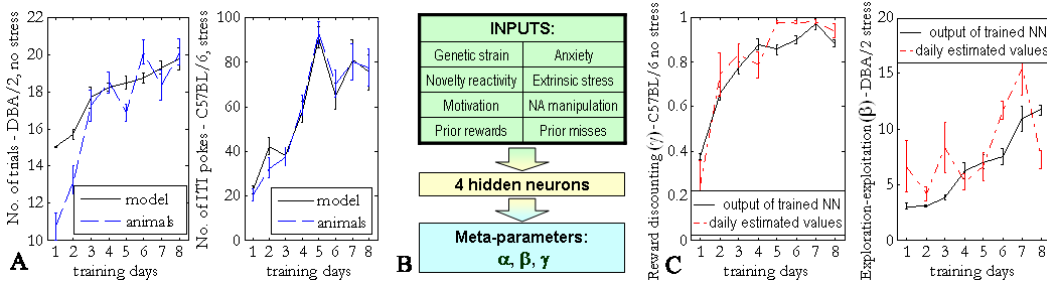 No. of trials - DBA/2, no stress
22
20
18
16
14
12
10
model
animals
1 2 3 4 5 6 7 8
training days
A
No. of ITI pokes - C57BL/6, stress
100
80
60
40
20
0
model
animals
1 2 3 4 5 6 7 8
training days
B
INPUTS:
Genetic strain
Anxiety
Novelty reactivity
Extrinsic stress
Motivation
NA manipulation
Prior rewards
Prior misses
4 hidden neurons
Meta-parameters:
α, β, γ
C
Reward discounting (γ) - C57BL/6 no stress
1
0.8
0.6
0.4
0.2
0
output of trained NN
daily estimated values
1 2 3 4 5 6 7 8
training days
Exploration-exploitation (β) - DBA/2 stress
20
15
10
5
0
output of trained NN
daily estimated values
1 2 3 4 5 6 7 8
training days